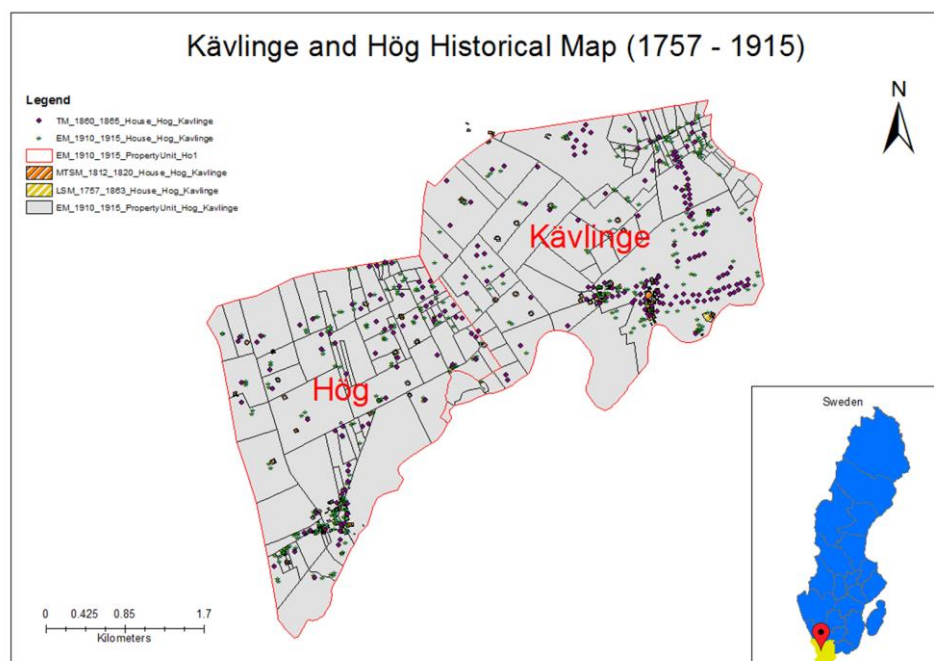 Kävlinge and Hög Historical Map (1757 - 1915)
Legend
TM_1860_1865_House_Hog_Kavlinge
EM_1910_1915_House_Hog_Kavlinge
EM_1910_1915_PropertyUnit_Ho1
MTSM_1812_1820_House_Hog_Kavlinge
LSM_1757_1863_House_Hog_Kavlinge
EM_1910_1915_PropertyUnit_Hog_Kavlinge
N
Kävlinge
Hög
Sweden
0 0.425 0.85 1.7
Kilometers